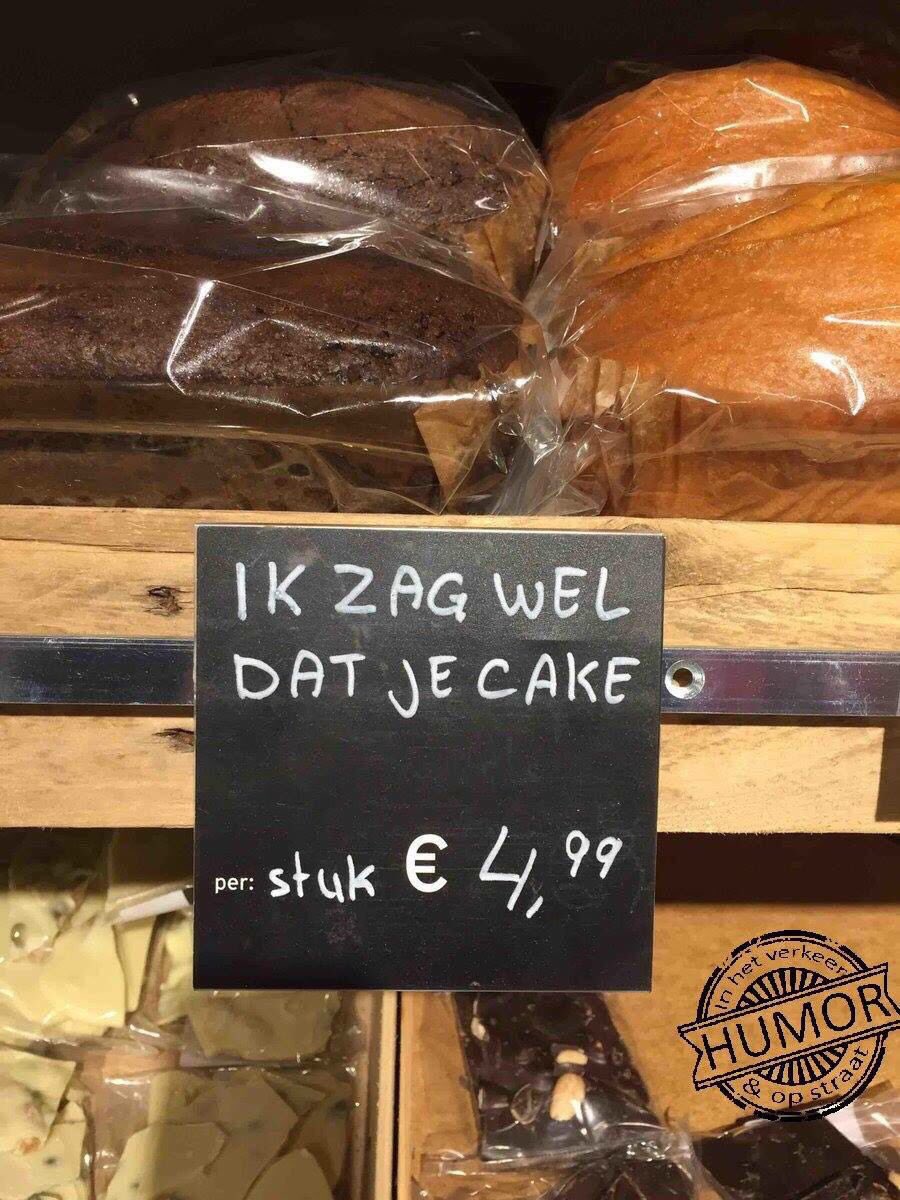 IK ZAG WEL
DAT JE CAKE
per: stuk € 4,99
In het verkeer
HUMOR
& op straat